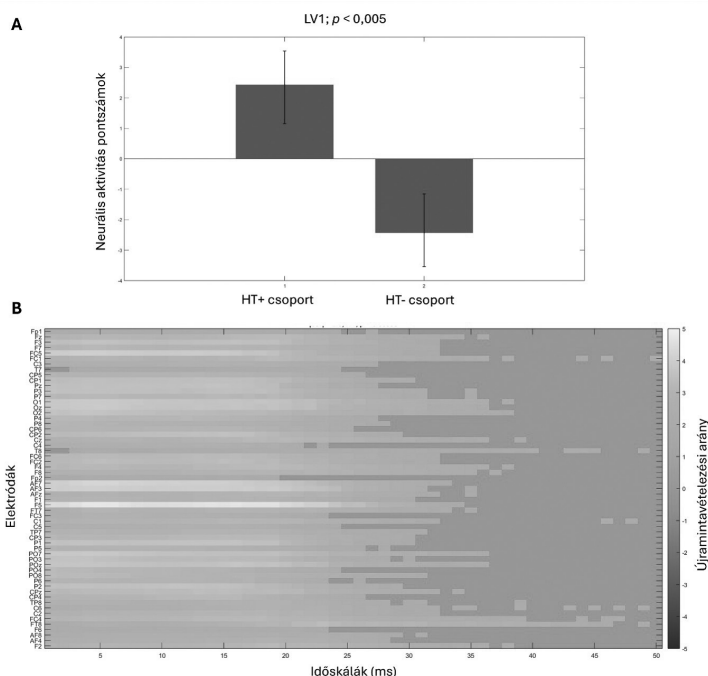 A
LV1; p < 0,005
4
3
2
1
0
-1
-2
-3
-4
Neurális aktivitás pontszámok
1
2
HT+ csoport
HT- csoport
B
Fp1
Fz
F3
F7
FC5
FC1
C3
T7
CP5
CP1
Pz
P3
P7
O1
Oz
O2
P4
P8
CP6
CP2
Cz
C4
T8
FC6
FC2
F4
F8
Fp2
AF7
AF3
AFz
F1
F5
FT7
FC3
C1
C5
TP7
CP3
P1
P5
PO7
PO3
POz
PO4
PO8
P6
P2
CPz
CP4
TP8
C6
C2
FC4
FT8
F6
AF8
AF4
F2
Elektródák
5
10
15
20
25
30
35
40
45
50
Időskálák (ms)
5
4
3
2
1
0
-1
-2
-3
-4
-5
Újramintavételezési arány